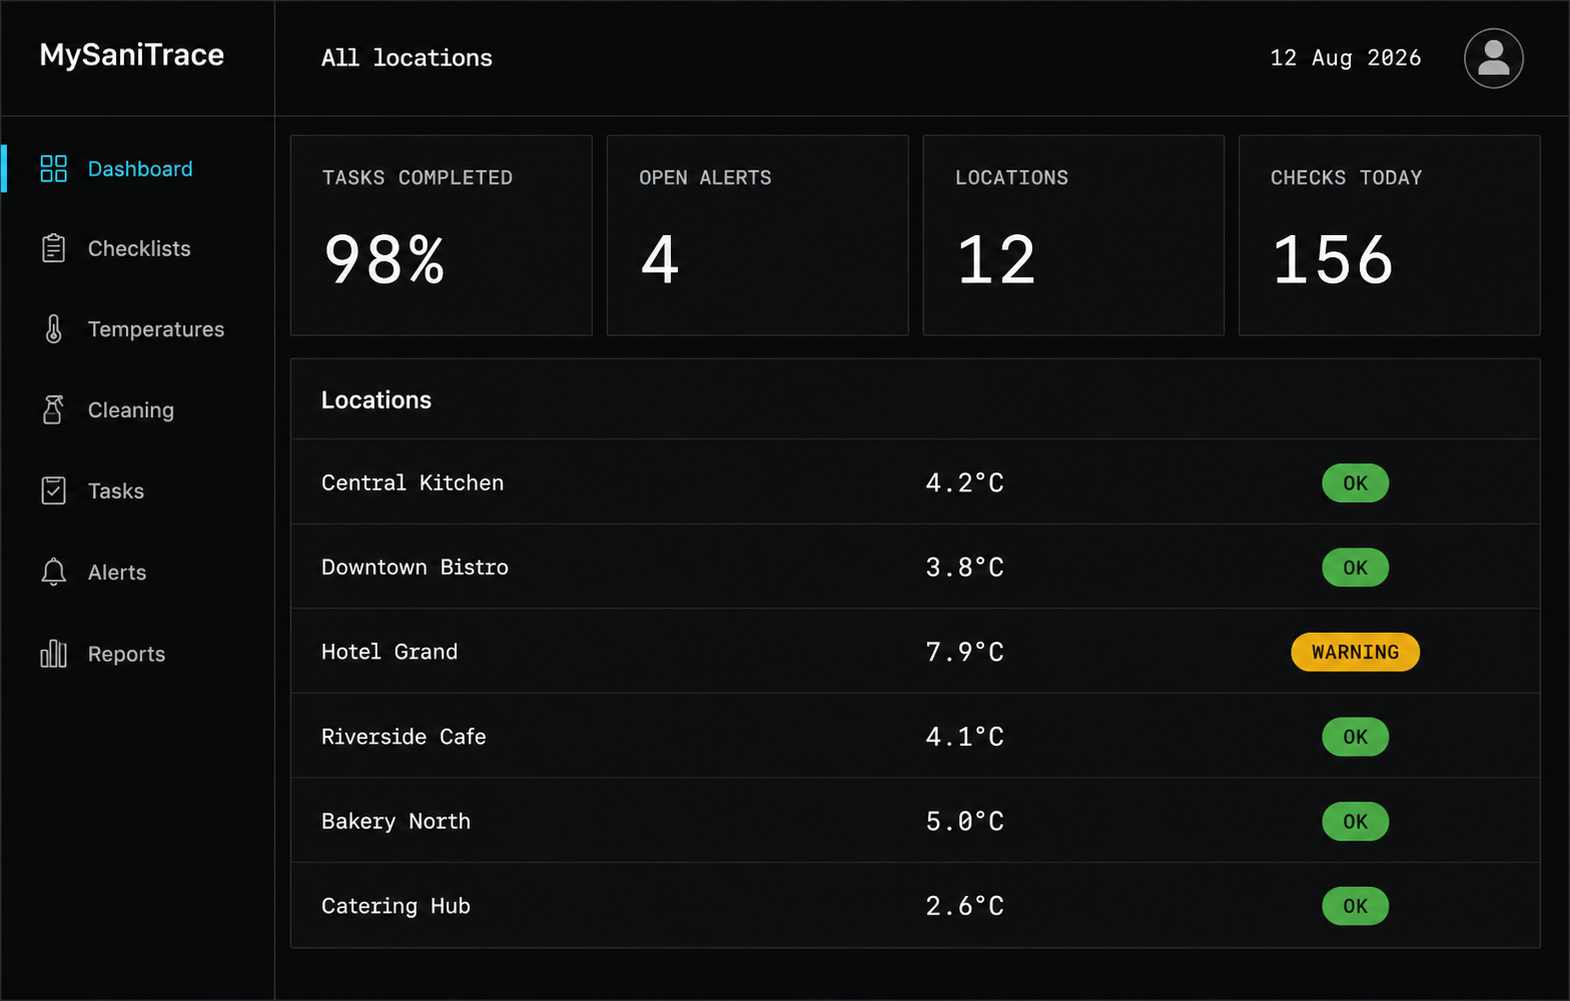 MySaniTrace
All locations
12 Aug 2026
Dashboard
Checklists
Temperatures
Cleaning
Tasks
Alerts
Reports
TASKS COMPLETED
98%
OPEN ALERTS
4
LOCATIONS
12
CHECKS TODAY
156
Locations
Central Kitchen 4.2°C OK
Downtown Bistro 3.8°C OK
Hotel Grand 7.9°C WARNING
Riverside Cafe 4.1°C OK
Bakery North 5.0°C OK
Catering Hub 2.6°C OK